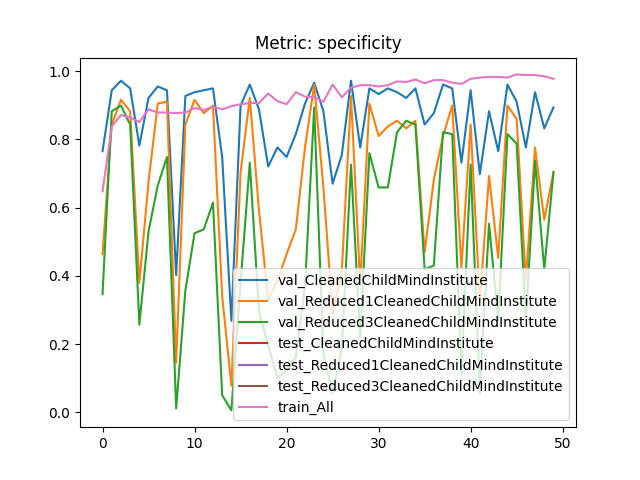 Metric: specificity
1.0
0.8
0.6
0.4
0.2
0.0
0
10
20
30
40
50
val_CleanedChildMindInstitute
val_Reduced1CleanedChildMindInstitute
val_Reduced3CleanedChildMindInstitute
test_CleanedChildMindInstitute
test_Reduced1CleanedChildMindInstitute
test_Reduced3CleanedChildMindInstitute
train_All